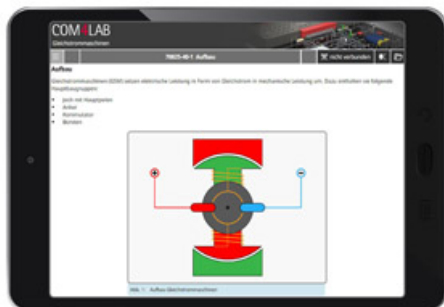 COM LAB
Gleichstrommaschinen
70825-40-1 Aufbau
nicht verbunden
Aufbau
Gleichstrommaschinen (GSM) setzen elektrische Leistung in Form von Gleichstrom in mechanische Leistung um. Dazu enthalten sie folgende
Hauptbaugruppen:
Joch mit Hauptpolen
Anker
Kommutator
Bürsten
+
−
Abb. 1: Aufbau Gleichstrommaschinen